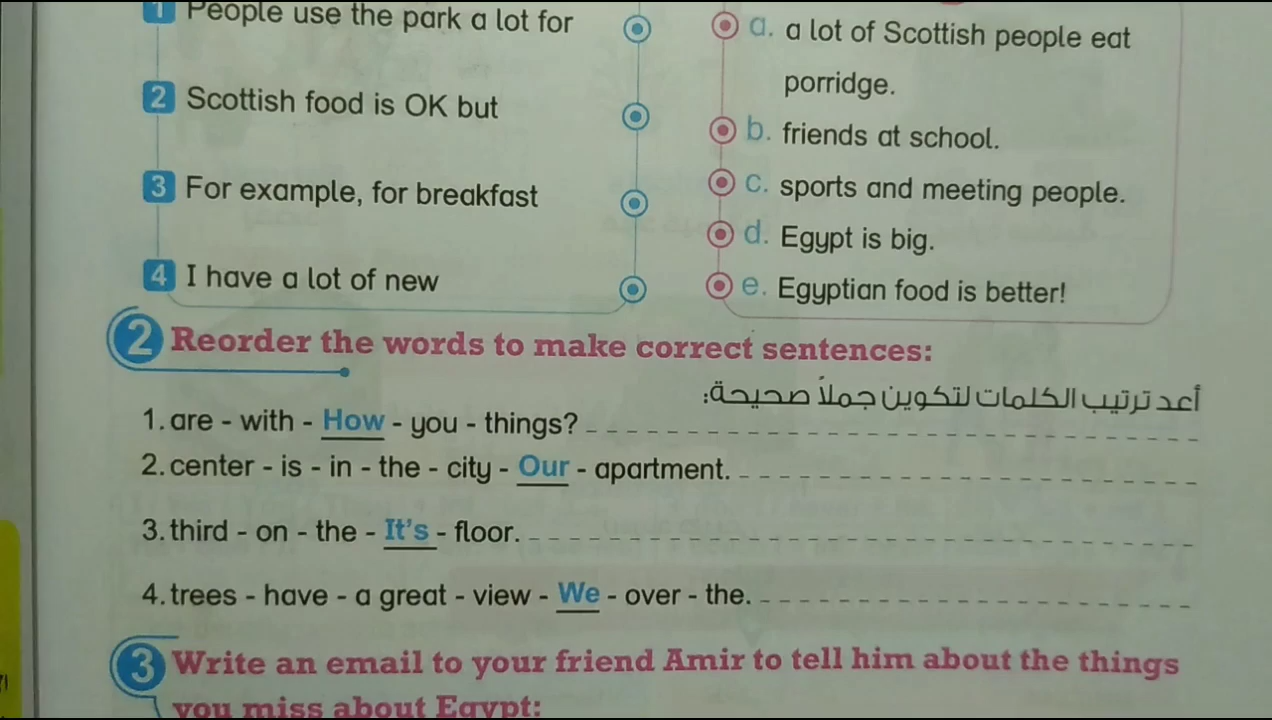 1 People use the park a lot for
a. a lot of Scottish people eat
porridge.
2 Scottish food is OK but
b. friends at school.
3 For example, for breakfast
c. sports and meeting people.
d. Egypt is big.
4 I have a lot of new
e. Egyptian food is better!
2 Reorder the words to make correct sentences:
أعد ترتيب الكلمات لتكوين جملاً صحيحة:
1. are - with - How - you - things?
2. center - is - in - the - city - Our - apartment.
3. third - on - the - It's - floor.
4. trees - have - a great - view - We - over - the.
3 Write an email to your friend Amir to tell him about the things
you miss about Egypt: